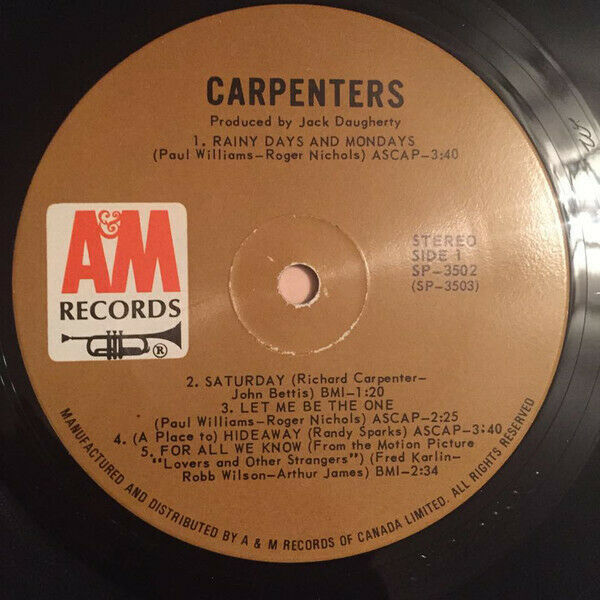 CARPENTERS
Produced by Jack Daugherty
1. RAINY DAYS AND MONDAYS
(Paul Williams—Roger Nichols) ASCAP—3:40
A&M
RECORDS
®
STEREO
SIDE 1
SP-3502
(SP-3503)
2. SATURDAY (Richard Carpenter—
John Bettis) BMI—1:20
3. LET ME BE THE ONE
(Paul Williams—Roger Nichols) ASCAP—2:25
4. (A Place to) HIDEAWAY (Randy Sparks) ASCAP—3:40
5. FOR ALL WE KNOW (From the Motion Picture
"Lovers and Other Strangers") (Fred Karlin—
Robb Wilson—Arthur James) BMI—2:34
MANUFACTURED AND DISTRIBUTED BY A & M RECORDS OF CANADA LIMITED. ALL RIGHTS RESERVED